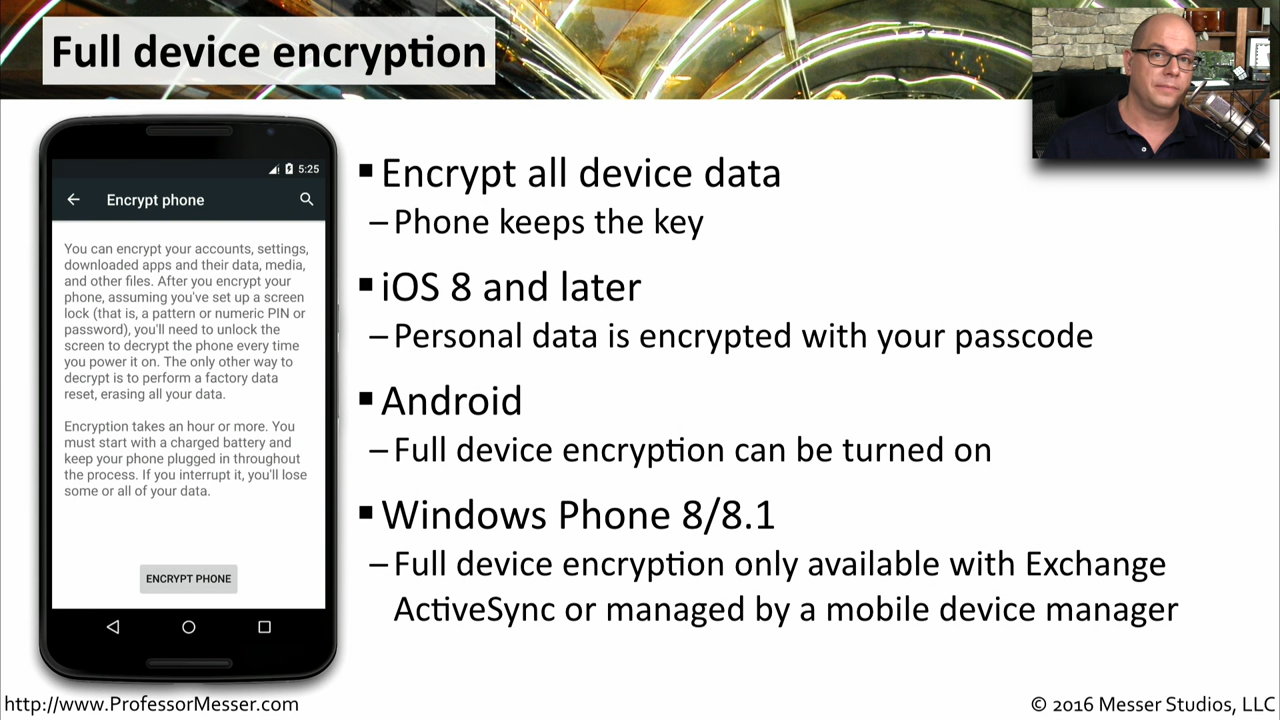 Full device encryption
5:25
Encrypt phone
You can encrypt your accounts, settings,
downloaded apps and their data, media,
and other files. After you encrypt your
phone, assuming you've set up a screen
lock (that is, a pattern or numeric PIN or
password), you'll need to unlock the
screen to decrypt the phone every time
you power it on. The only other way to
decrypt is to perform a factory data
reset, erasing all your data.
Encryption takes an hour or more. You
must start with a charged battery and
keep your phone plugged in throughout
the process. If you interrupt it, you'll lose
some or all of your data.
ENCRYPT PHONE
▪ Encrypt all device data
– Phone keeps the key
▪ iOS 8 and later
– Personal data is encrypted with your passcode
▪ Android
– Full device encryption can be turned on
▪ Windows Phone 8/8.1
– Full device encryption only available with Exchange
ActiveSync or managed by a mobile device manager
http://www.ProfessorMesser.com
© 2016 Messer Studios, LLC